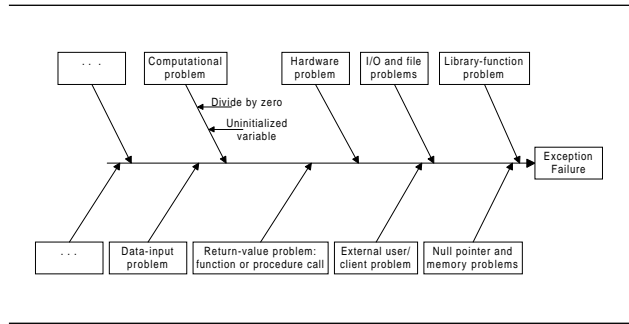 . . .
Computational
problem
Hardware
problem
I/O and file
problems
Library-function
problem
Divide by zero
Uninitialized
variable
Exception
Failure
. . .
Data-input
problem
Return-value problem:
function or procedure call
External user/
client problem
Null pointer and
memory problems